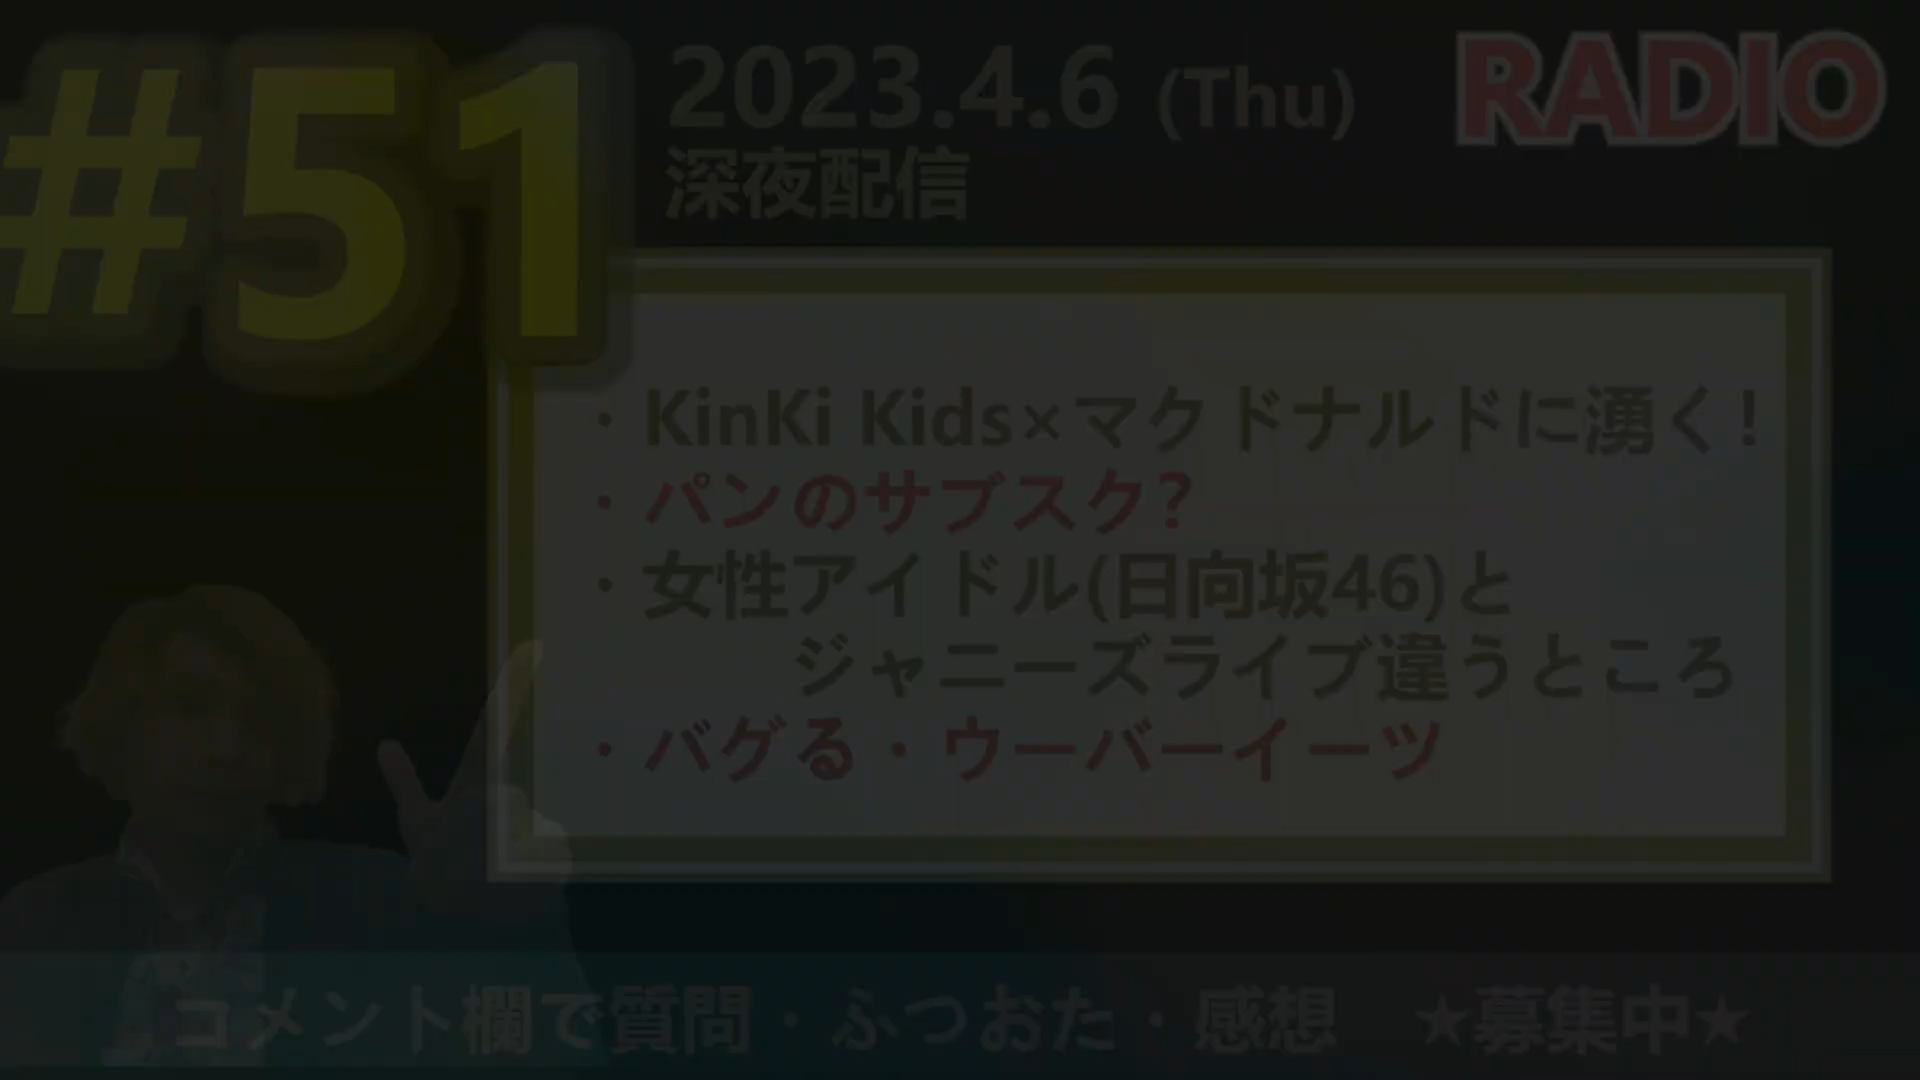 #51
2023.4.6 (Thu)
RADIO
深夜配信
・KinKi Kids×マクドナルドに湧く!
・パンのサブスク?
・女性アイドル(日向坂46)と
ジャニーズライブ違うところ
・バグる・ウーバーイーツ
コメント欄で質問・ふつおた・感想 ★募集中★